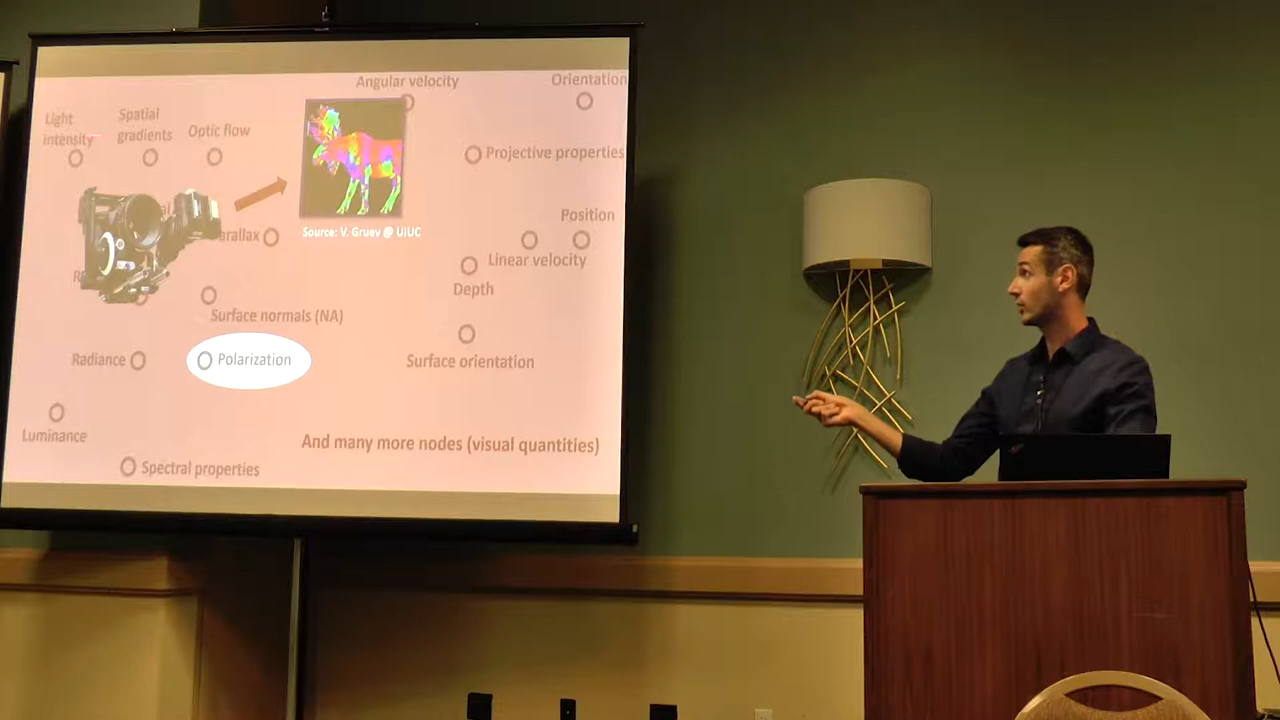 Angular velocity
Orientation
Light
intensity
Spatial
gradients
Optic flow
Projective properties
Position
Source: V. Gruev @ UIUC
Linear velocity
Depth
Surface normals (NA)
Radiance
Polarization
Surface orientation
Luminance
And many more nodes (visual quantities)
Spectral properties